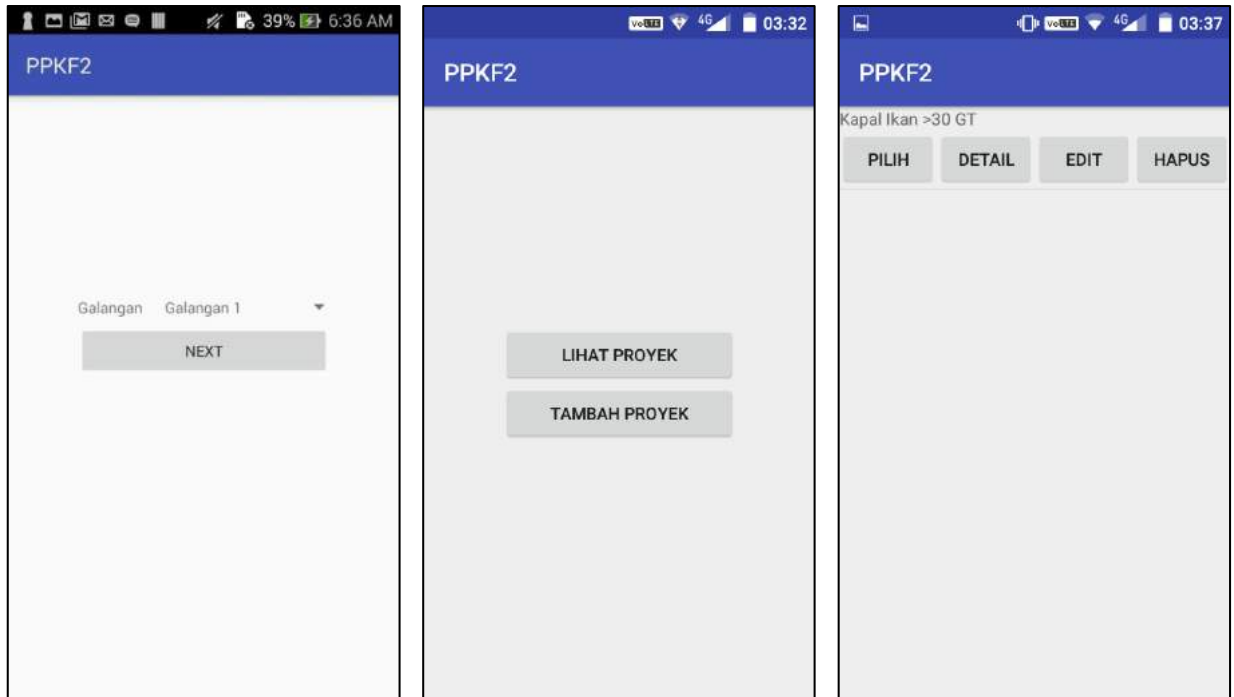 39% 6:36 AM
PPKF2
Galangan Galangan 1
NEXT
VoLTE 4G 03:32
PPKF2
LIHAT PROYEK
TAMBAH PROYEK
VoLTE 4G 03:37
PPKF2
Kapal Ikan >30 GT
PILIH DETAIL EDIT HAPUS